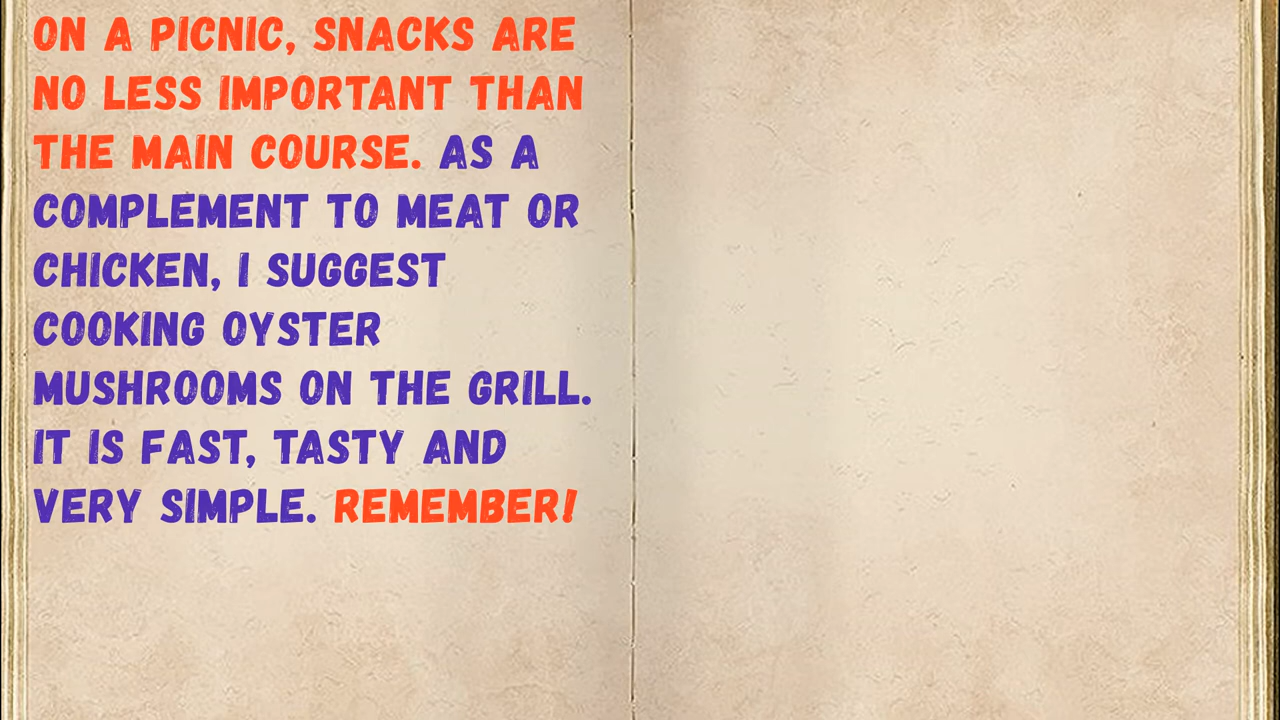 ON A PICNIC, SNACKS ARE
NO LESS IMPORTANT THAN
THE MAIN COURSE. AS A
COMPLEMENT TO MEAT OR
CHICKEN, I SUGGEST
COOKING OYSTER
MUSHROOMS ON THE GRILL.
IT IS FAST, TASTY AND
VERY SIMPLE. REMEMBER!